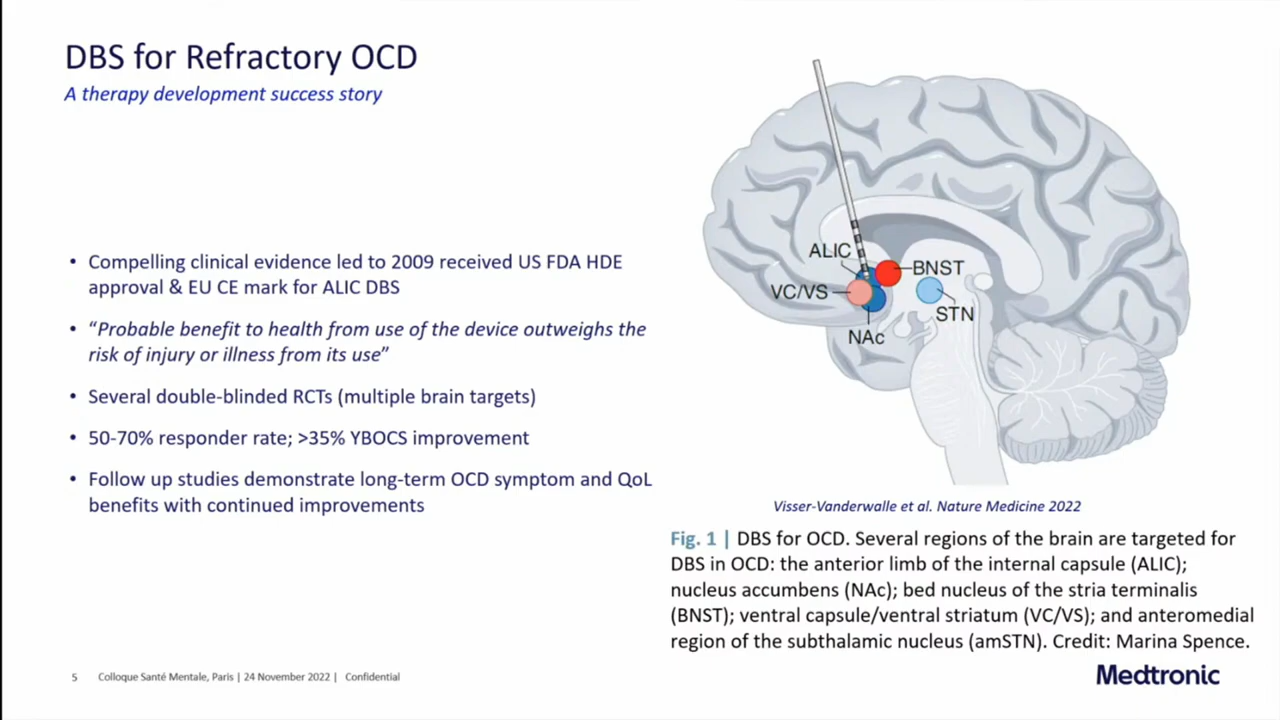 DBS for Refractory OCD
A therapy development success story
• Compelling clinical evidence led to 2009 received US FDA HDE
approval & EU CE mark for ALIC DBS
• “Probable benefit to health from use of the device outweighs the
risk of injury or illness from its use”
• Several double-blinded RCTs (multiple brain targets)
• 50-70% responder rate; >35% YBOCS improvement
• Follow up studies demonstrate long-term OCD symptom and QoL
benefits with continued improvements
ALIC
BNST
VC/VS
STN
NAc
Visser-Vanderwalle et al. Nature Medicine 2022
Fig. 1 | DBS for OCD. Several regions of the brain are targeted for
DBS in OCD: the anterior limb of the internal capsule (ALIC);
nucleus accumbens (NAc); bed nucleus of the stria terminalis
(BNST); ventral capsule/ventral striatum (VC/VS); and anteromedial
region of the subthalamic nucleus (amSTN). Credit: Marina Spence.
5 Colloque Santé Mentale, Paris | 24 November 2022 | Confidential
Medtronic